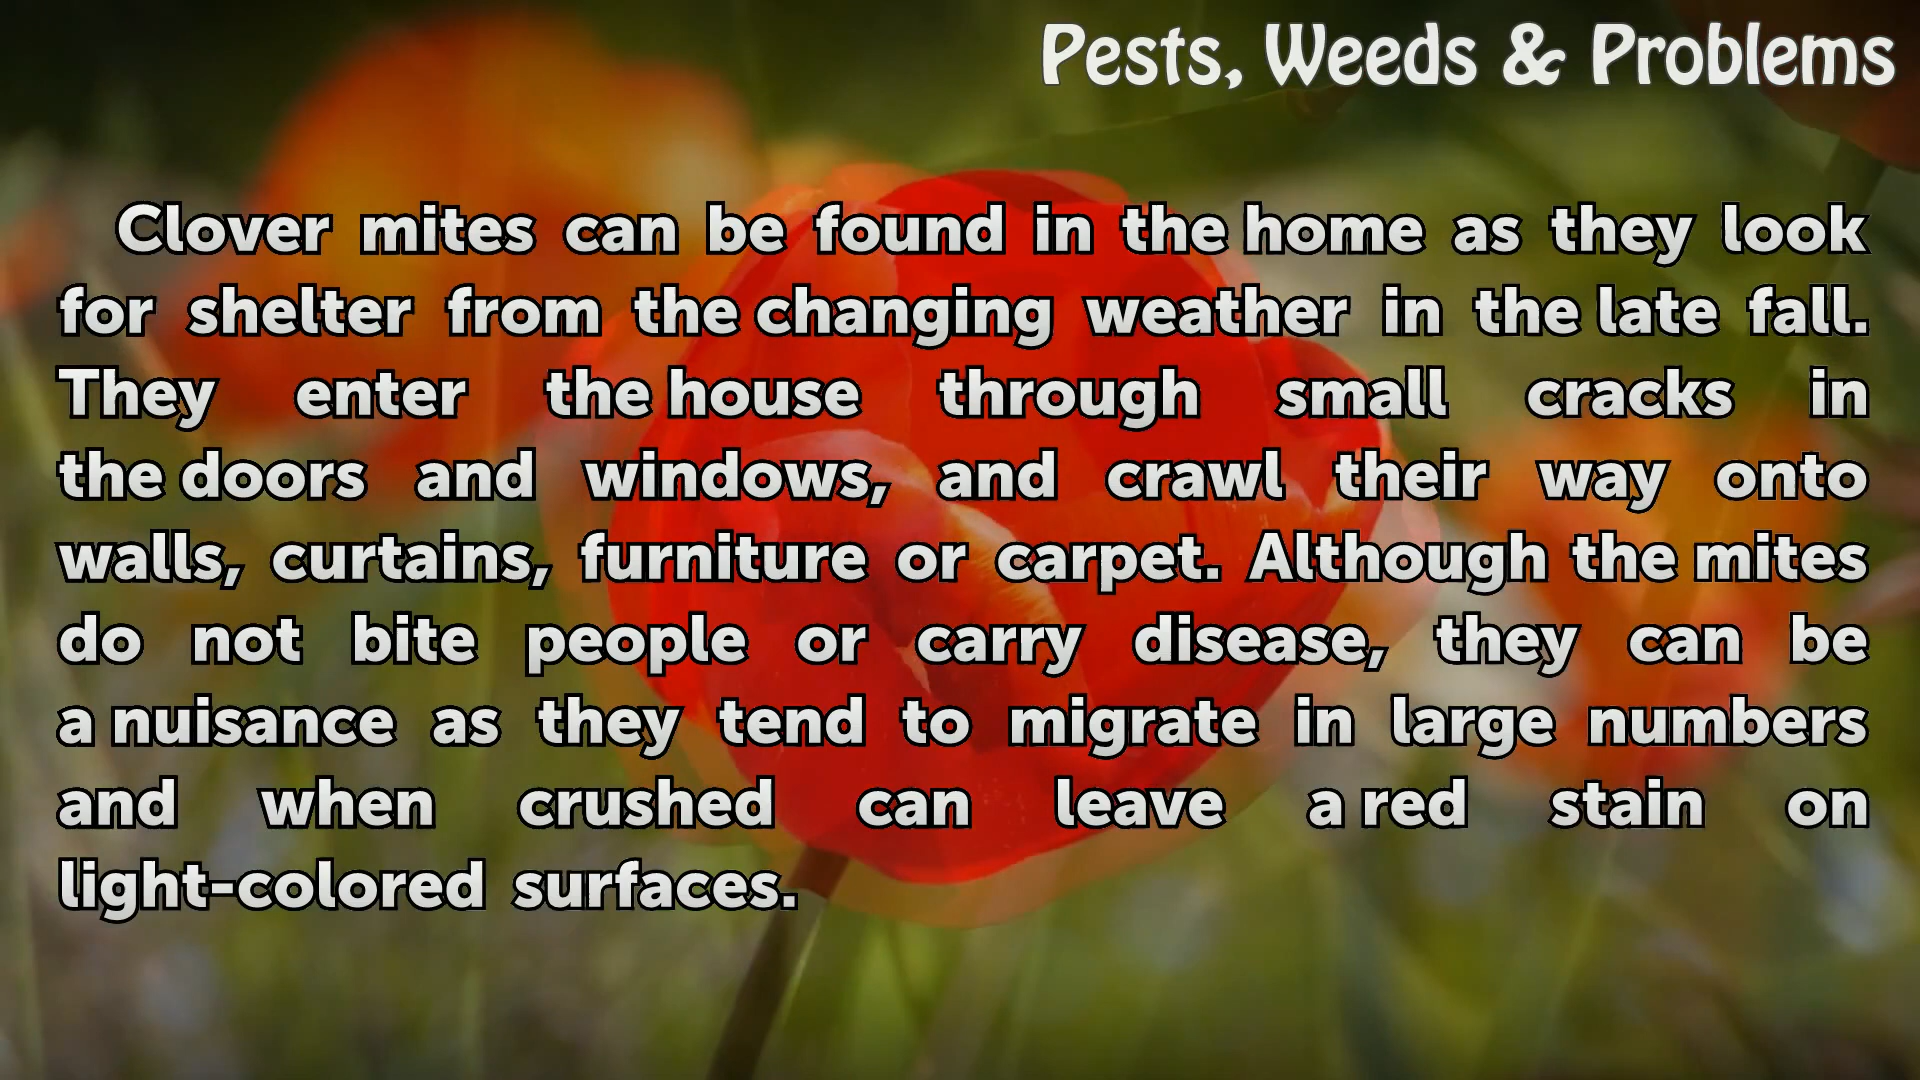 Pests, Weeds & Problems
Clover mites can be found in the home as they look
for shelter from the changing weather in the late fall.
They enter the house through small cracks in
the doors and windows, and crawl their way onto
walls, curtains, furniture or carpet. Although the mites
do not bite people or carry disease, they can be
a nuisance as they tend to migrate in large numbers
and when crushed can leave a red stain on
light-colored surfaces.